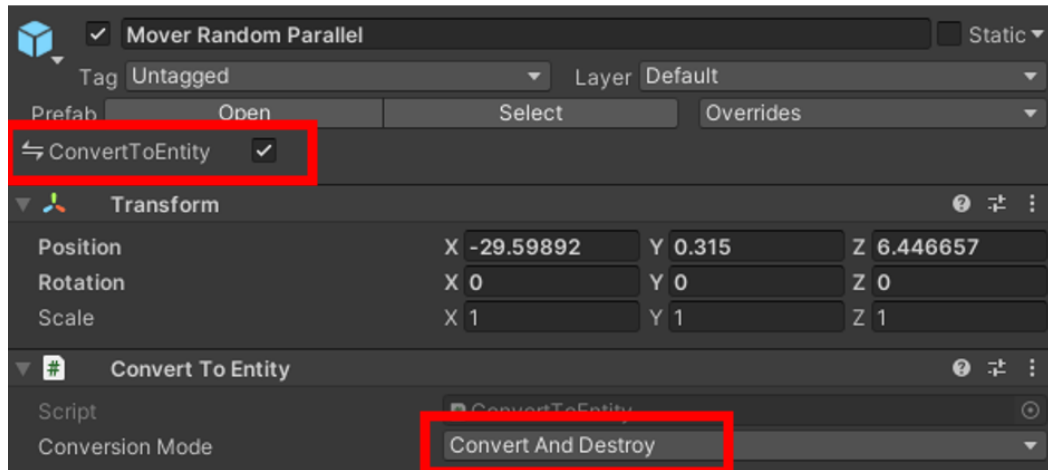 Mover Random Parallel Static
Tag Untagged Layer Default
Prefab Open Select Overrides
ConvertToEntity
Transform
Position X -29.59892 Y 0.315 Z 6.446657
Rotation X 0 Y 0 Z 0
Scale X 1 Y 1 Z 1
# Convert To Entity
Script ConvertToEntity
Conversion Mode Convert And Destroy